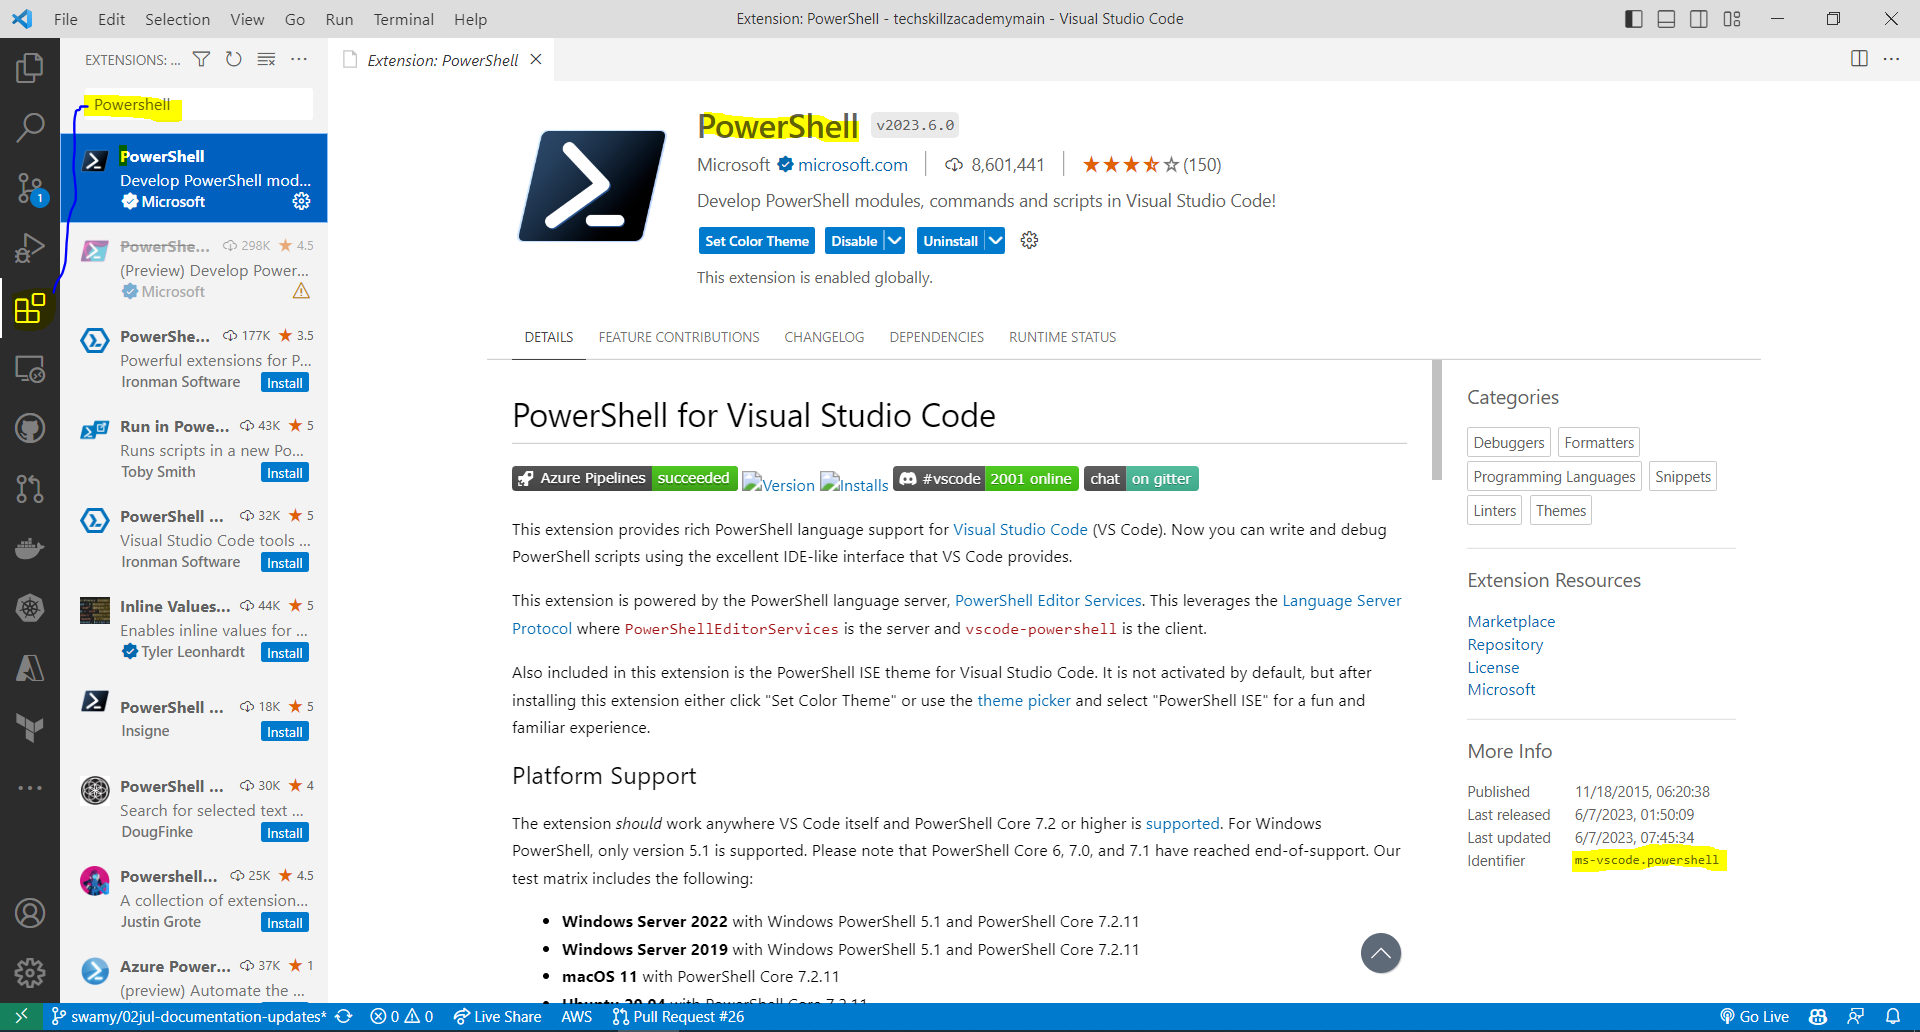 File Edit Selection View Go Run Terminal Help
Extension: PowerShell - techskillzacademymain - Visual Studio Code
EXTENSIONS: ...
Powershell
PowerShell
Develop PowerShell mod...
Microsoft
PowerShe... 298K 4.5
(Preview) Develop Power...
Microsoft
PowerShe... 177K 3.5
Powerful extensions for P...
Ironman Software Install
Run in Powe... 43K 5
Runs scripts in a new Po...
Toby Smith Install
PowerShell ... 32K 5
Visual Studio Code tools ...
Ironman Software Install
Inline Values... 44K 5
Enables inline values for ...
Tyler Leonhardt Install
PowerShell ... 18K 5
Insigne Install
PowerShell ... 30K 4
Search for selected text ...
DougFinke Install
Powershell... 25K 4.5
A collection of extension...
Justin Grote Install
Azure Power... 37K 1
(preview) Automate the ...
1
Extension: PowerShell
PowerShell v2023.6.0
Microsoft microsoft.com 8,601,441 (150)
Develop PowerShell modules, commands and scripts in Visual Studio Code!
Set Color Theme Disable Uninstall
This extension is enabled globally.
DETAILS FEATURE CONTRIBUTIONS CHANGELOG DEPENDENCIES RUNTIME STATUS
PowerShell for Visual Studio Code
Azure Pipelines succeeded Version Installs #vscode 2001 online chat on gitter
This extension provides rich PowerShell language support for Visual Studio Code (VS Code). Now you can write and debug
PowerShell scripts using the excellent IDE-like interface that VS Code provides.
This extension is powered by the PowerShell language server, PowerShell Editor Services. This leverages the Language Server
Protocol where PowerShellEditorServices is the server and vscode-powershell is the client.
Also included in this extension is the PowerShell ISE theme for Visual Studio Code. It is not activated by default, but after
installing this extension either click "Set Color Theme" or use the theme picker and select "PowerShell ISE" for a fun and
familiar experience.
Platform Support
The extension should work anywhere VS Code itself and PowerShell Core 7.2 or higher is supported. For Windows
PowerShell, only version 5.1 is supported. Please note that PowerShell Core 6, 7.0, and 7.1 have reached end-of-support. Our
test matrix includes the following:
• Windows Server 2022 with Windows PowerShell 5.1 and PowerShell Core 7.2.11
• Windows Server 2019 with Windows PowerShell 5.1 and PowerShell Core 7.2.11
• macOS 11 with PowerShell Core 7.2.11
• Ubuntu 20.04 with PowerShell Core 7.2.11
Categories
Debuggers Formatters
Programming Languages Snippets
Linters Themes
Extension Resources
Marketplace
Repository
License
Microsoft
More Info
Published 11/18/2015, 06:20:38
Last released 6/7/2023, 01:50:09
Last updated 6/7/2023, 07:45:34
Identifier ms-vscode.powershell
swamy/02jul-documentation-updates* 0 0 Live Share AWS Pull Request #26 Go Live